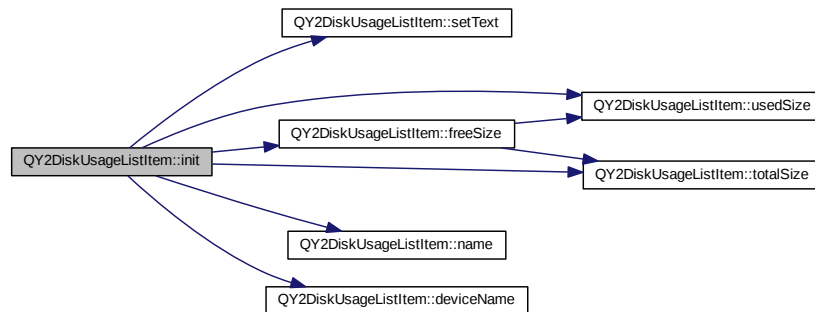 QY2DiskUsageListItem::setText
QY2DiskUsageListItem::usedSize
QY2DiskUsageListItem::freeSize
QY2DiskUsageListItem::init
QY2DiskUsageListItem::totalSize
QY2DiskUsageListItem::name
QY2DiskUsageListItem::deviceName